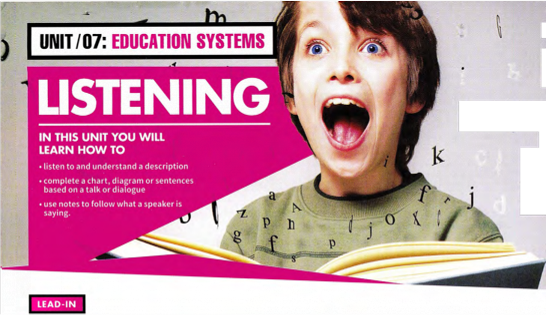 UNIT/07: EDUCATION SYSTEMS
LISTENING
IN THIS UNIT YOU WILL
LEARN HOW TO
• listen to and understand a description
• complete a chart, diagram or sentences
based on a talk or dialogue
• use notes to follow what a speaker is
saying.
LEAD-IN